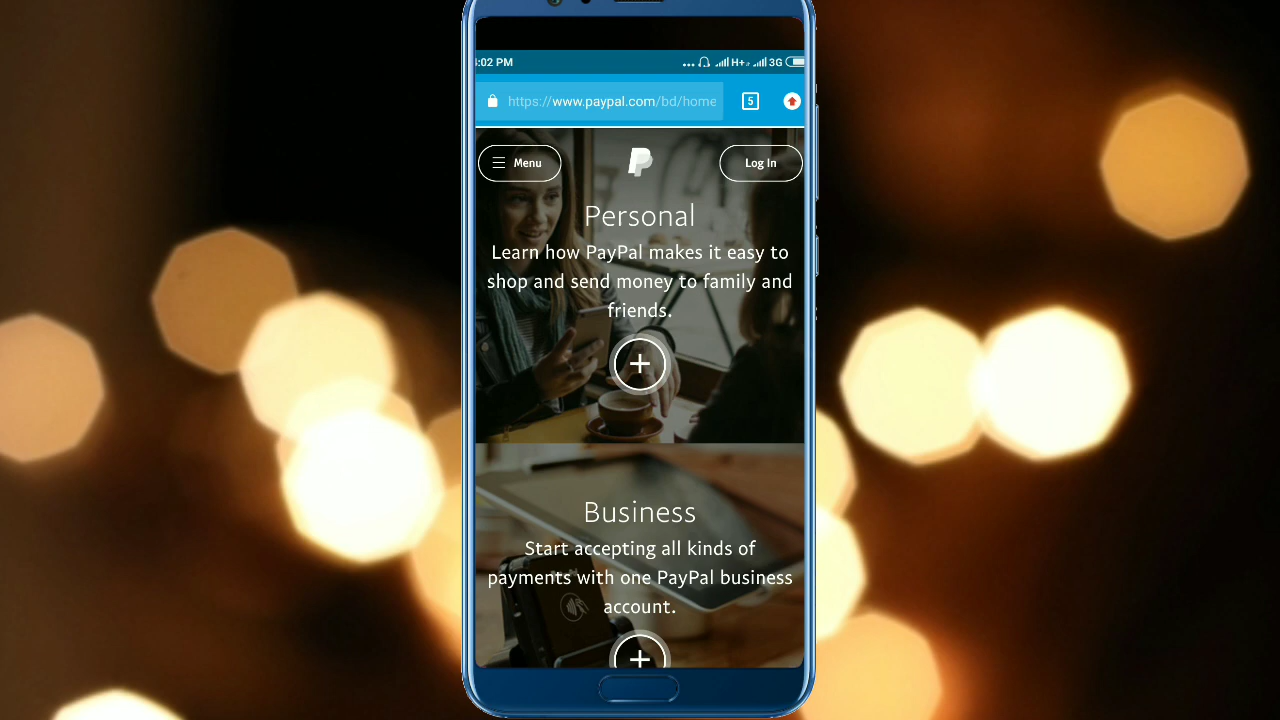 :02 PM
H+ 3G
https://www.paypal.com/bd/home
5
Menu
Log In
Personal
Learn how PayPal makes it easy to
shop and send money to family and
friends.
Business
Start accepting all kinds of
payments with one PayPal business
account.